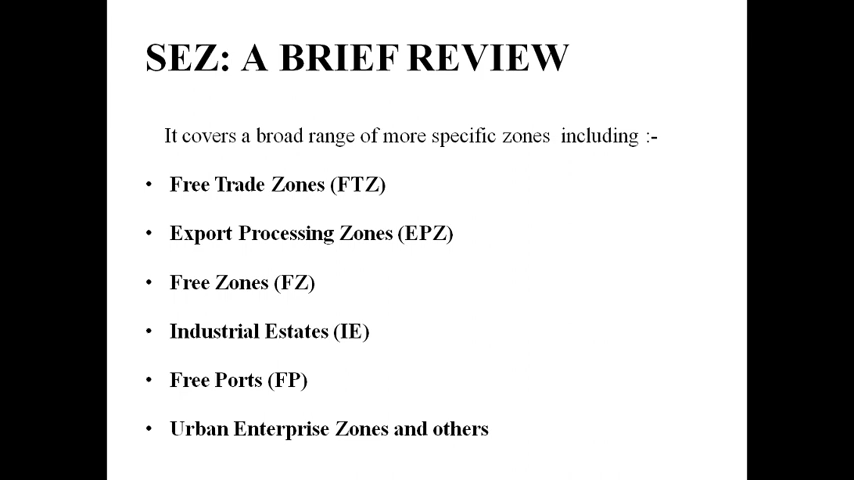 SEZ: A BRIEF REVIEW
It covers a broad range of more specific zones including :-
• Free Trade Zones (FTZ)
• Export Processing Zones (EPZ)
• Free Zones (FZ)
• Industrial Estates (IE)
• Free Ports (FP)
• Urban Enterprise Zones and others